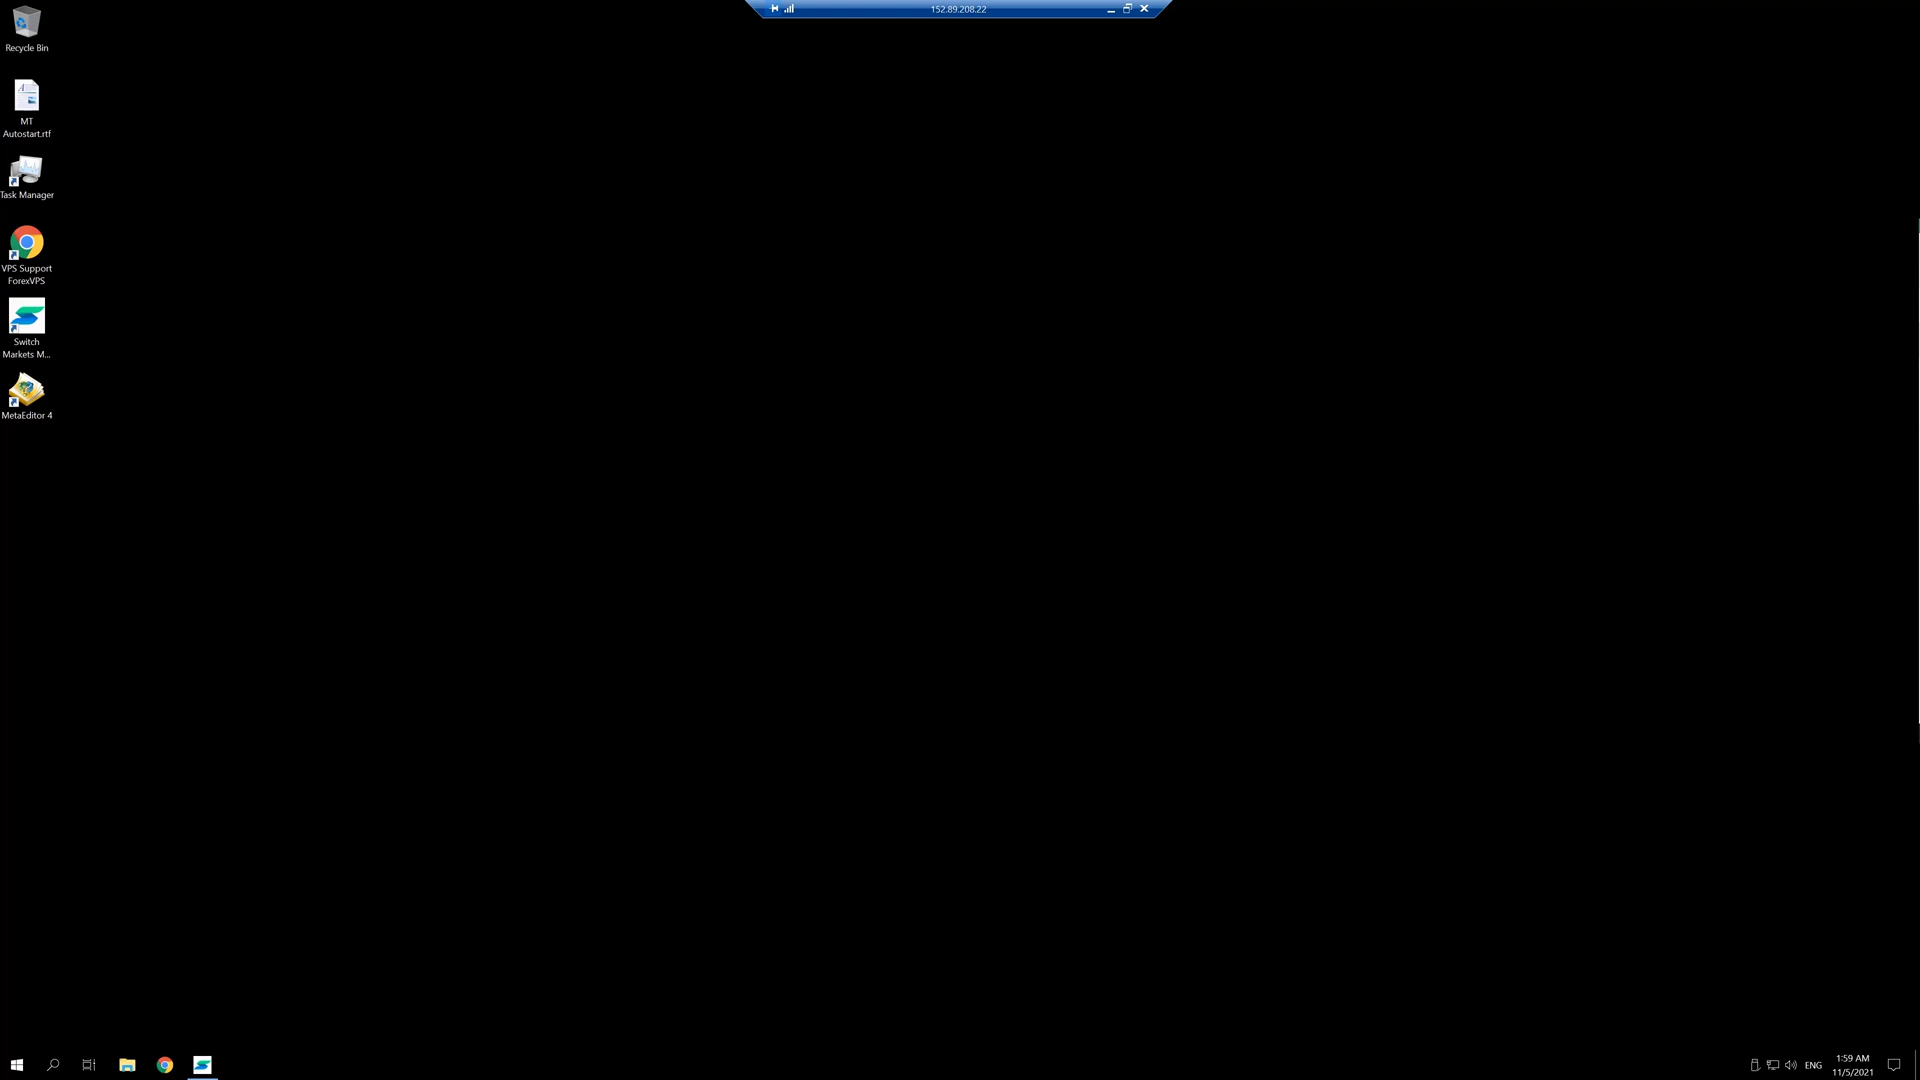 152.89.208.22
Recycle Bin
MT
Autostart.rtf
Task Manager
VPS Support
ForexVPS
Switch
Markets M...
MetaEditor 4
ENG
1:59 AM
11/5/2021